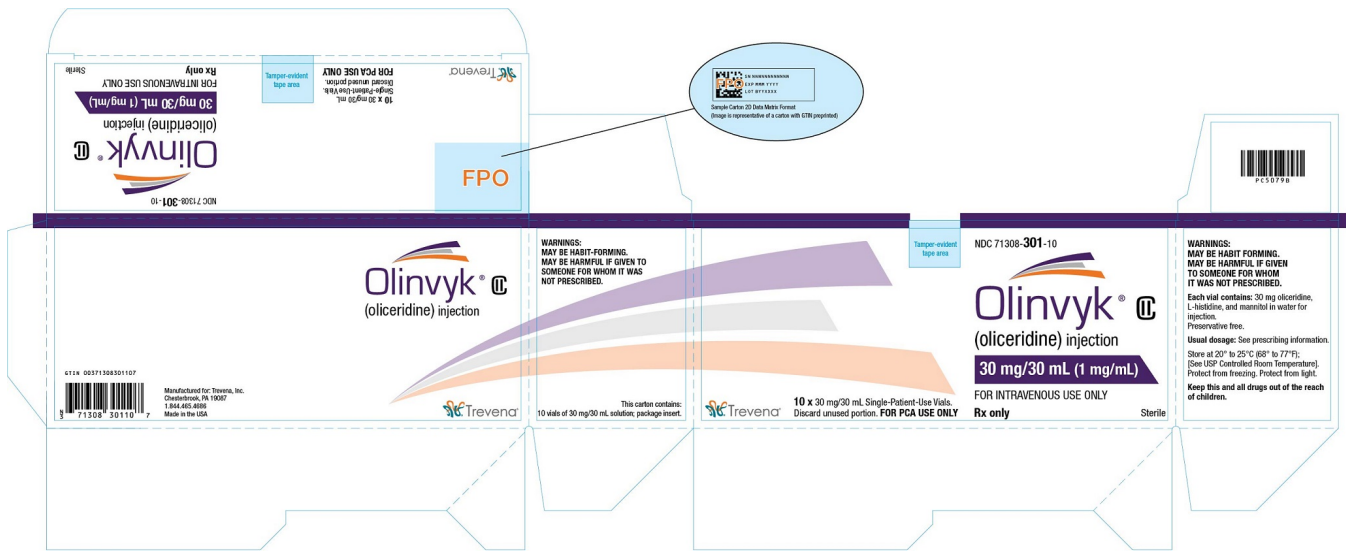 NDC 71308-301-10
Olinvyk® CII
(oliceridine) injection
30 mg/30 mL (1 mg/mL)
FOR INTRAVENOUS USE ONLY
Rx only
Sterile
Tamper-evident
tape area
10 x 30 mg/30 mL
Single-Patient-Use Vials.
Discard unused portion.
FOR PCA USE ONLY
Trevena®
FPO
FPO
SN NNNNNNNNNNNN
EXP MMM YYYY
LOT BYYXXXX
Sample Carton 2D Data Matrix Format
(Image is representative of a carton with GTIN preprinted)
PC5079B
Olinvyk® CII
(oliceridine) injection
GTIN 00371308301107
N
3
71308 30110 7
Manufactured for: Trevena, Inc.
Chesterbrook, PA 19087
1.844.465.4686
Made in the USA
Trevena®
WARNINGS:
MAY BE HABIT-FORMING.
MAY BE HARMFUL IF GIVEN TO
SOMEONE FOR WHOM IT WAS
NOT PRESCRIBED.
This carton contains:
10 vials of 30 mg/30 mL solution; package insert.
Tamper-evident
tape area
Trevena®
10 x 30 mg/30 mL Single-Patient-Use Vials.
Discard unused portion. FOR PCA USE ONLY
NDC 71308-301-10
Olinvyk® CII
(oliceridine) injection
30 mg/30 mL (1 mg/mL)
FOR INTRAVENOUS USE ONLY
Rx only
Sterile
WARNINGS:
MAY BE HABIT FORMING.
MAY BE HARMFUL IF GIVEN
TO SOMEONE FOR WHOM
IT WAS NOT PRESCRIBED.
Each vial contains: 30 mg oliceridine,
L-histidine, and mannitol in water for
injection.
Preservative free.
Usual dosage: See prescribing information.
Store at 20° to 25°C (68° to 77°F);
[See USP Controlled Room Temperature].
Protect from freezing. Protect from light.
Keep this and all drugs out of the reach
of children.